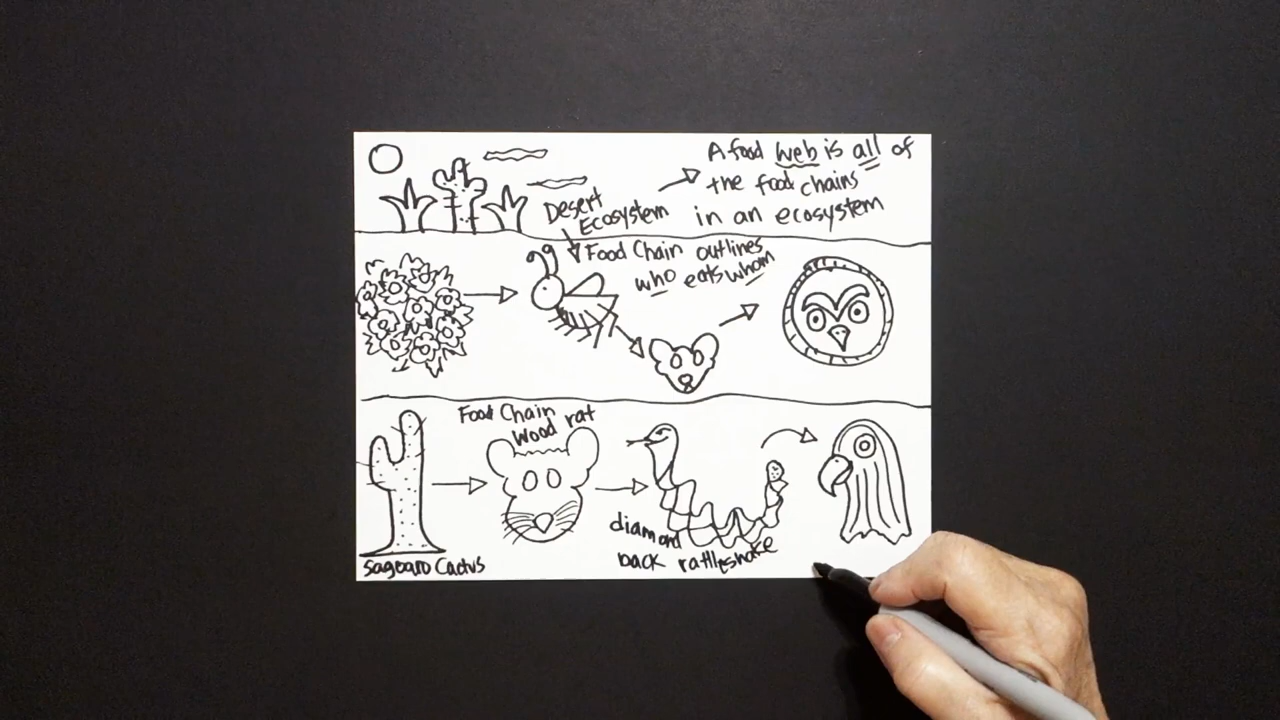 A food web is all of
the food chains
in an ecosystem
Desert
Ecosystem
Food Chain outlines
who eats whom
Food Chain
Wood rat
diamond
back rattlesnake
Sagoaro Cactus